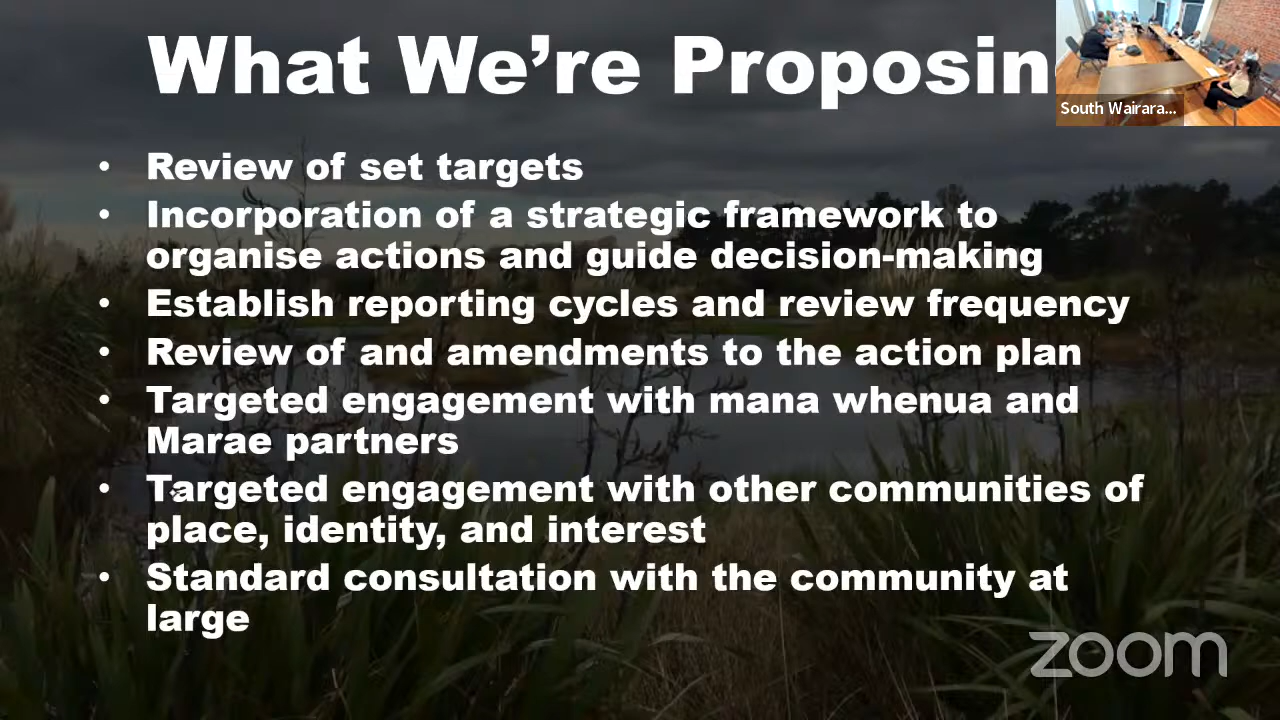 What We’re Proposin
South Wairara...
• Review of set targets
• Incorporation of a strategic framework to
organise actions and guide decision-making
• Establish reporting cycles and review frequency
• Review of and amendments to the action plan
• Targeted engagement with mana whenua and
Marae partners
• Targeted engagement with other communities of
place, identity, and interest
• Standard consultation with the community at
large
zoom